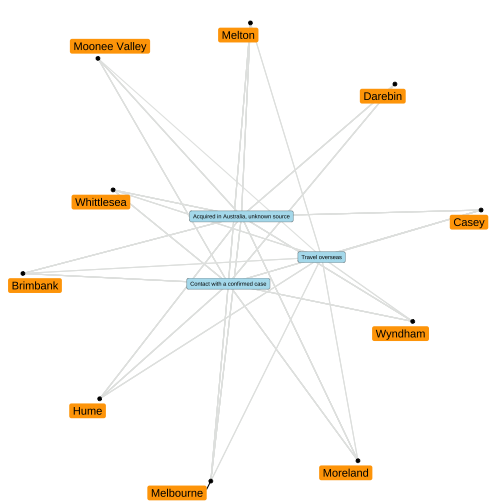 Melton
Moonee Valley
Darebin
Whittlesea
Acquired in Australia, unknown source
Casey
Travel overseas
Brimbank
Contact with a confirmed case
Wyndham
Hume
Moreland
Melbourne